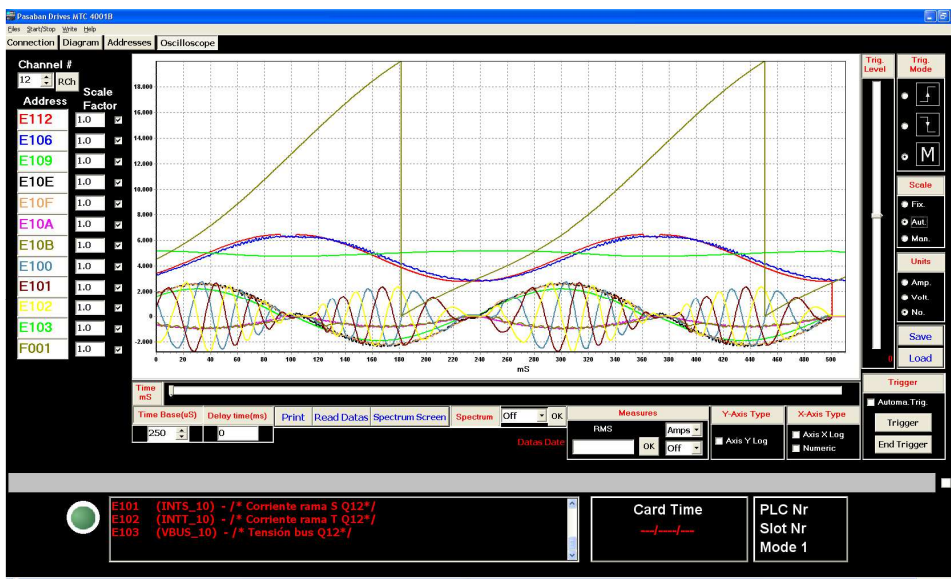 Pasaban Drives MTC 4001B
Files Start/Stop Write Help
Connection Diagram Addresses Oscilloscope
Channel #
12 RCh
Address Scale Factor
E112 1.0
E106 1.0
E109 1.0
E10E 1.0
E10F 1.0
E10A 1.0
E10B 1.0
E100 1.0
E101 1.0
E102 1.0
E103 1.0
F001 1.0
18.000
16.000
14.000
12.000
10.000
8.000
6.000
4.000
2.000
0
-2.000
0 20 40 60 80 100 120 140 160 180 200 220 240 260 280 300 320 340 360 380 400 420 440 460 480 500
mS
Trig. Level
0
Trig. Mode
M
Scale
Fix.
Aut.
Man.
Units
Amp.
Volt.
No..
Save
Load
Time mS
Time Base(uS)
250
Delay time(ms)
0
Print Read Datas Spectrum Screen Spectrum Off OK
Datas Date
Measures
RMS
OK
Amps
Off
Y-Axis Type
Axis Y Log
X-Axis Type
Axis X Log
Numeric
Trigger
Automa.Trig.
Trigger
End Trigger
E101 (INTS_10) - /* Corriente rama S Q12*/
E102 (INTT_10) - /* Corriente rama T Q12*/
E103 (VBUS_10) - /* Tensión bus Q12*/
Card Time
---/----/---
PLC Nr
Slot Nr
Mode 1